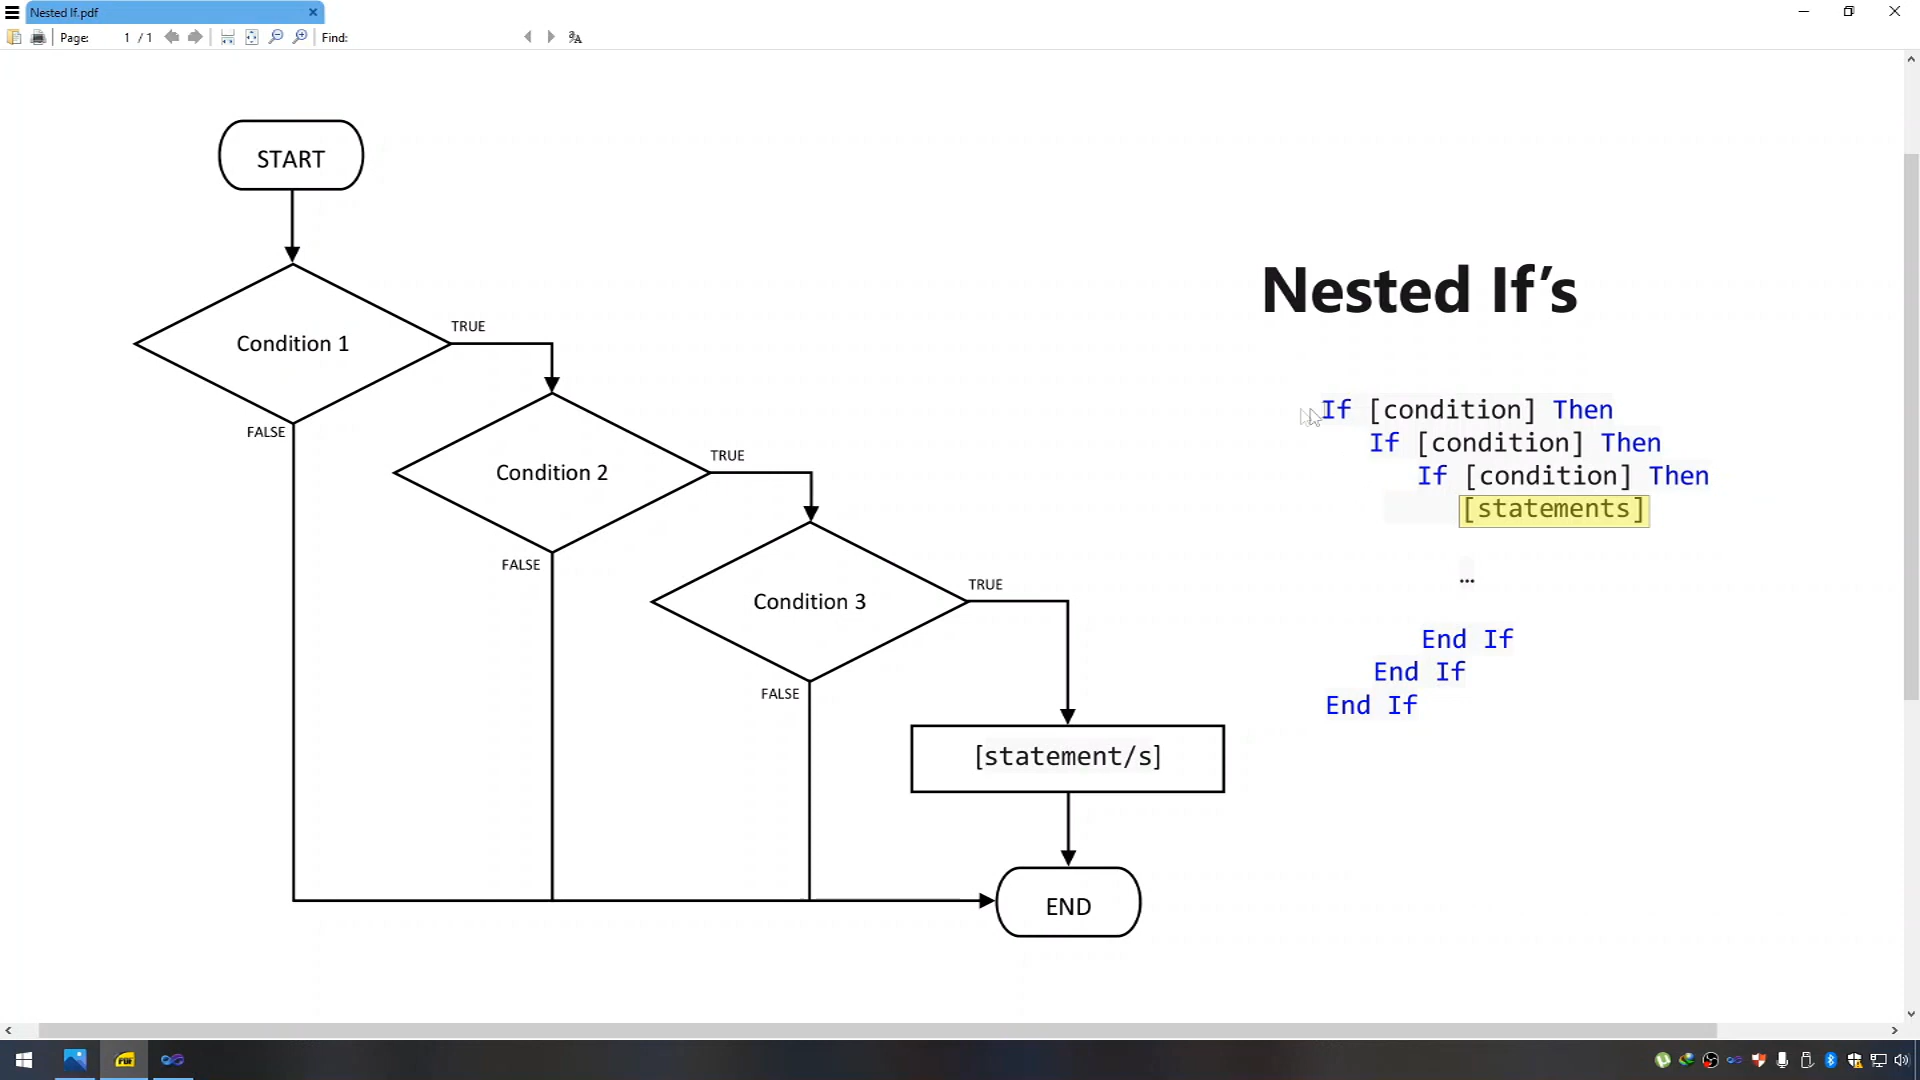 Nested If.pdf
Page: 1 / 1 Find:
START
Condition 1
TRUE
FALSE
Condition 2
TRUE
FALSE
Condition 3
TRUE
FALSE
[statement/s]
END
Nested If’s
If [condition] Then
If [condition] Then
If [condition] Then
[statements]
...
End If
End If
End If